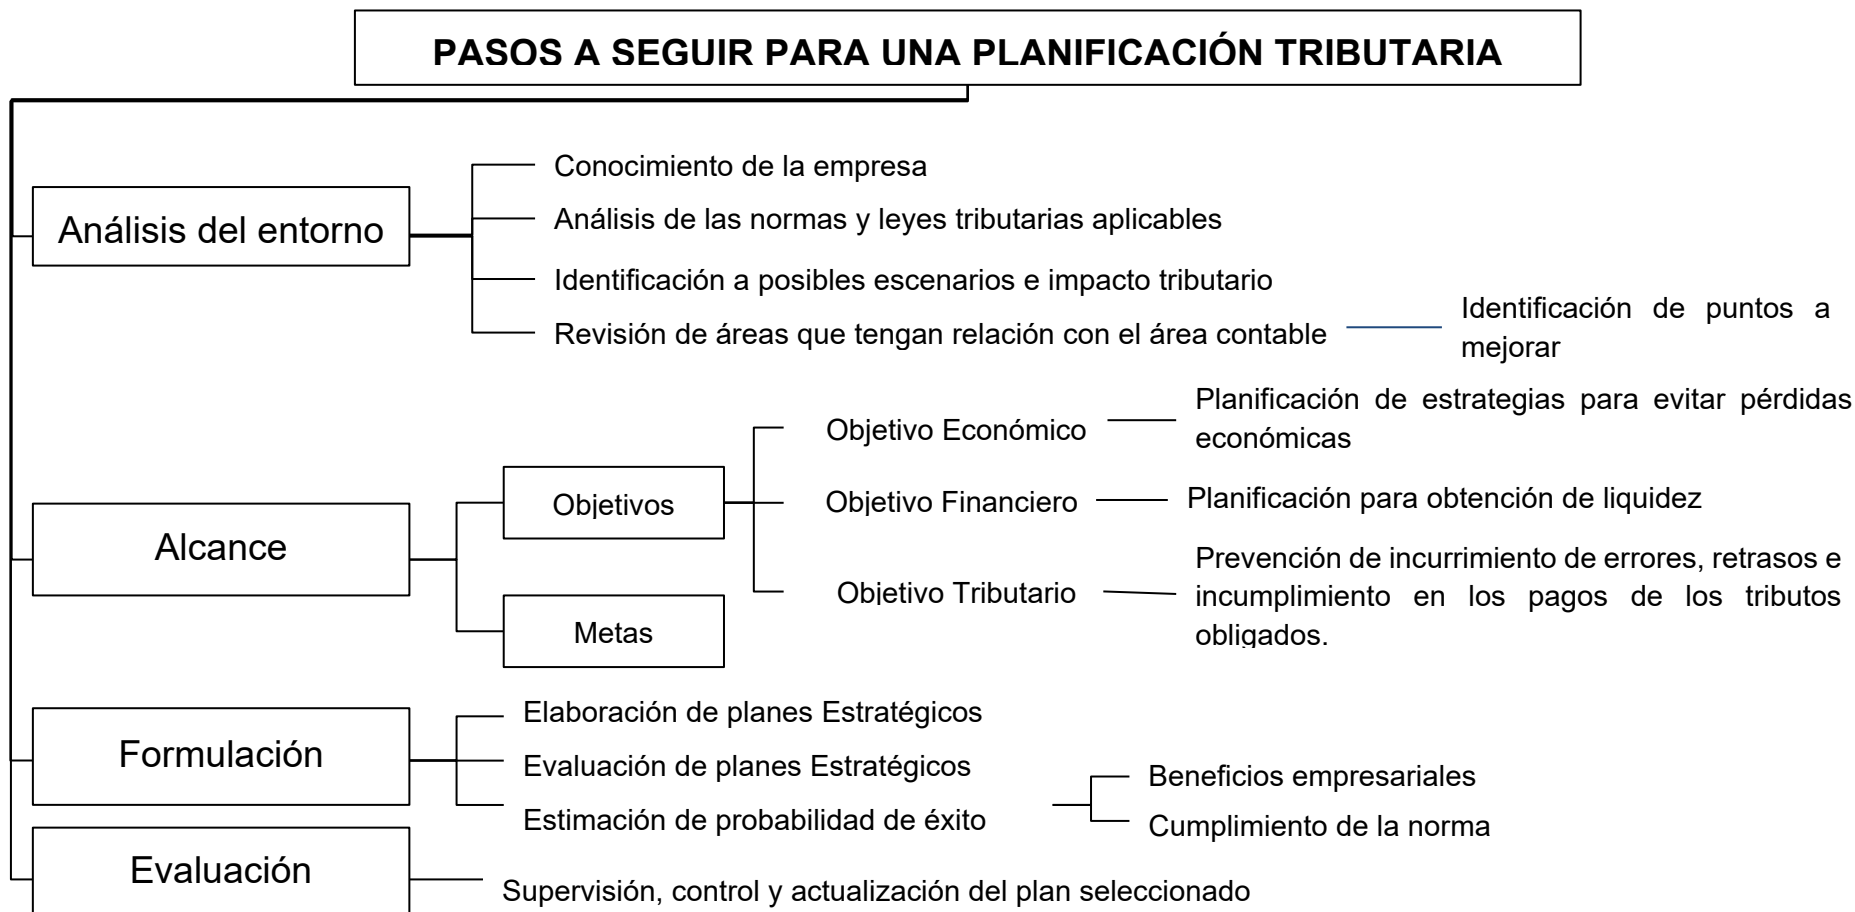 PASOS A SEGUIR PARA UNA PLANIFICACIÓN TRIBUTARIA
Análisis del entorno
Conocimiento de la empresa
Análisis de las normas y leyes tributarias aplicables
Identificación a posibles escenarios e impacto tributario
Revisión de áreas que tengan relación con el área contable
Identificación de puntos a
mejorar
Alcance
Objetivos
Objetivo Económico
Planificación de estrategias para evitar pérdidas
económicas
Objetivo Financiero
Planificación para obtención de liquidez
Objetivo Tributario
Prevención de incurrimiento de errores, retrasos e
incumplimiento en los pagos de los tributos
obligados.
Metas
Formulación
Elaboración de planes Estratégicos
Evaluación de planes Estratégicos
Estimación de probabilidad de éxito
Beneficios empresariales
Cumplimiento de la norma
Evaluación
Supervisión, control y actualización del plan seleccionado